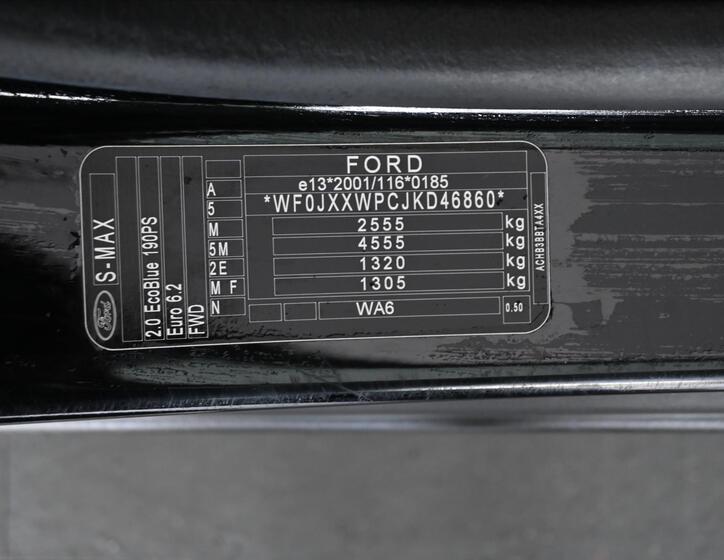 FORD
e13*2001/116*0185
*WF0JXXWPCJKD46860*
2555 kg
4555 kg
1320 kg
1305 kg
WA6
0.50
A
5
M
5M
2E
M F
N
S-MAX
Ford
2.0 EcoBlue 190PS
Euro 6.2
FWD
ACHB3BBTA4XX